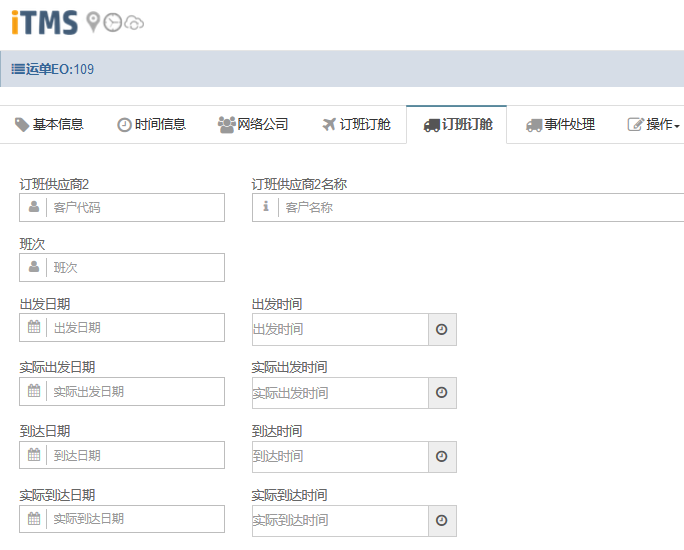 iTMS
运单EO:109
基本信息 时间信息 网络公司 订班订舱 订班订舱 事件处理 操作
订班供应商2 订班供应商2名称
客户代码 客户名称
班次
班次
出发日期 出发时间
出发日期 出发时间
实际出发日期 实际出发时间
实际出发日期 实际出发时间
到达日期 到达时间
到达日期 到达时间
实际到达日期 实际到达时间
实际到达日期 实际到达时间